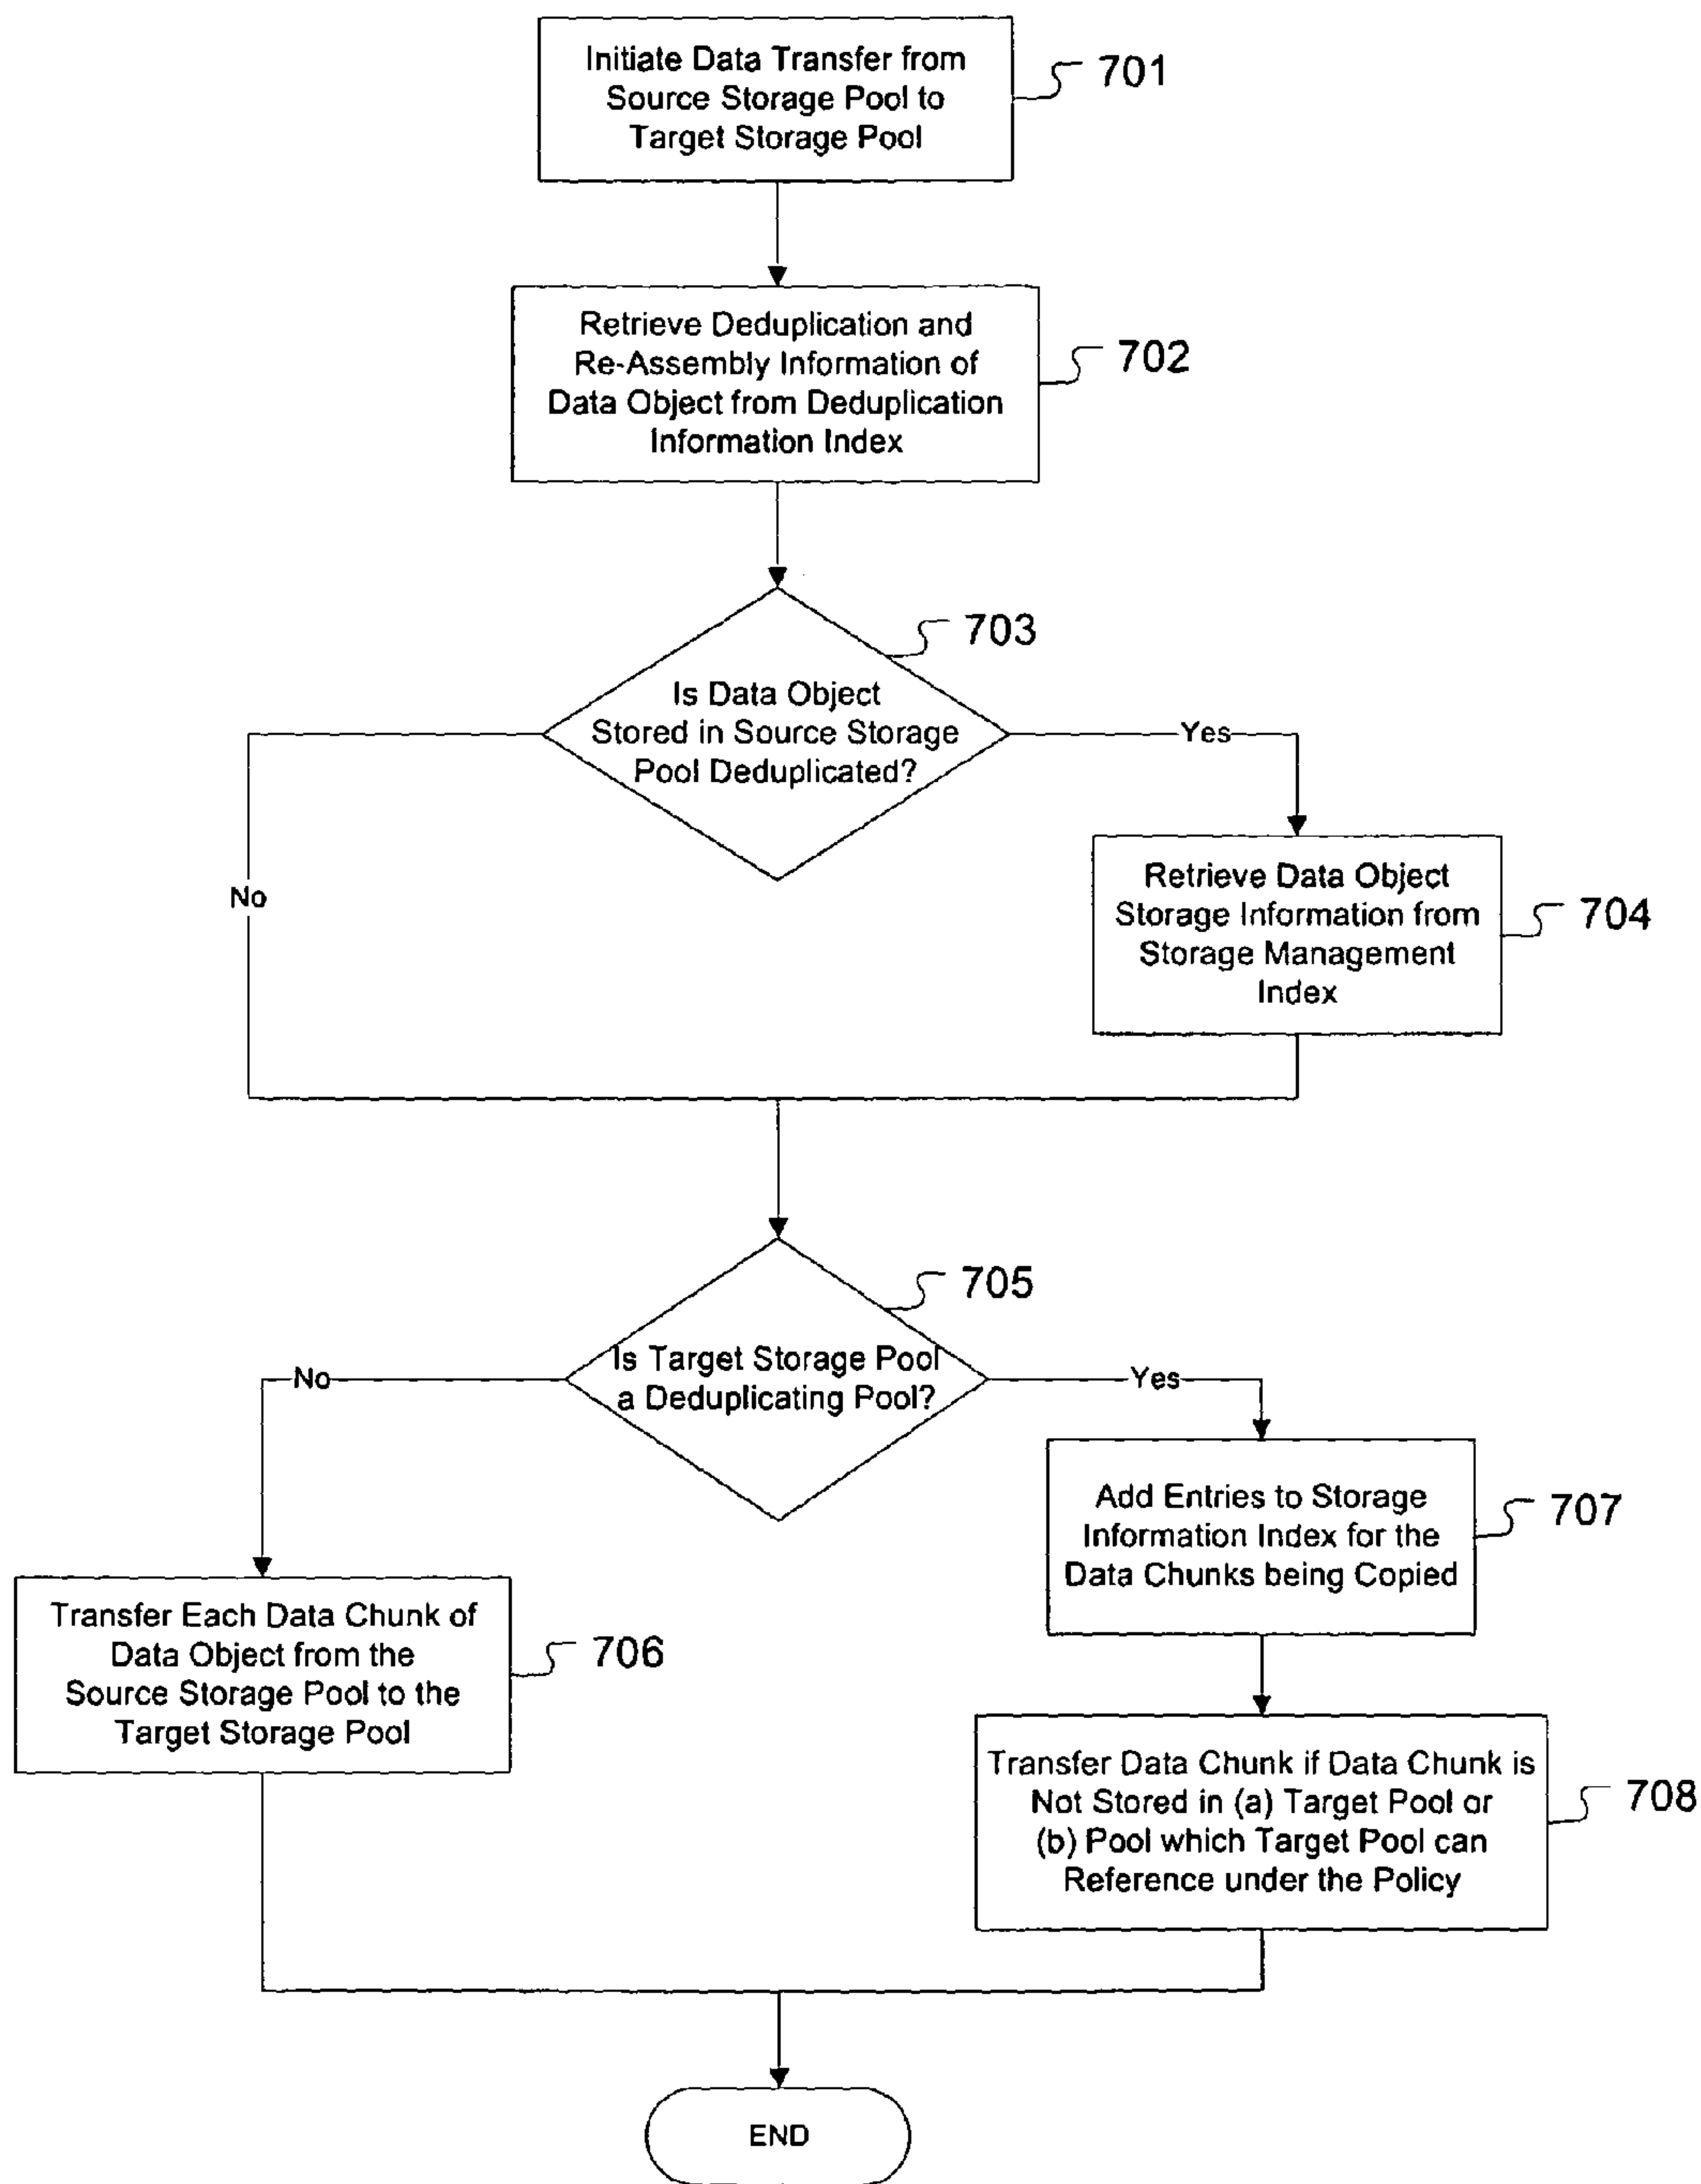 Initiate Data Transfer from
Source Storage Pool to
Target Storage Pool
701
Retrieve Deduplication and
Re-Assembly Information of
Data Object from Deduplication
Information Index
702
703
Is Data Object
Stored in Source Storage
Pool Deduplicated?
Yes
No
Retrieve Data Object
Storage Information from
Storage Management
Index
704
705
Is Target Storage Pool
a Deduplicating Pool?
No
Yes
Add Entries to Storage
Information Index for the
Data Chunks being Copied
707
Transfer Each Data Chunk of
Data Object from the
Source Storage Pool to the
Target Storage Pool
706
Transfer Data Chunk if Data Chunk is
Not Stored in (a) Target Pool or
(b) Pool which Target Pool can
Reference under the Policy
708
END